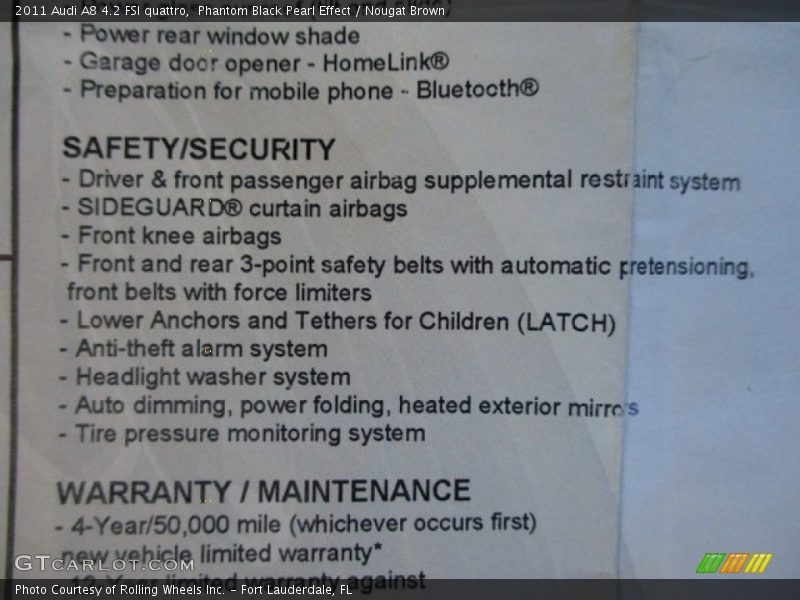 2011 Audi A8 4.2 FSI quattro, Phantom Black Pearl Effect / Nougat Brown
- Power rear window shade
- Garage door opener - HomeLink®
- Preparation for mobile phone - Bluetooth®
SAFETY/SECURITY
- Driver & front passenger airbag supplemental restraint system
- SIDEGUARD® curtain airbags
- Front knee airbags
- Front and rear 3-point safety belts with automatic pretensioning,
front belts with force limiters
- Lower Anchors and Tethers for Children (LATCH)
- Anti-theft alarm system
- Headlight washer system
- Auto dimming, power folding, heated exterior mirrors
- Tire pressure monitoring system
WARRANTY / MAINTENANCE
- 4-Year/50,000 mile (whichever occurs first)
new vehicle limited warranty*
GTCARLOT.COM
- 12-Year limited warranty against
Photo Courtesy of Rolling Wheels Inc. - Fort Lauderdale, FL